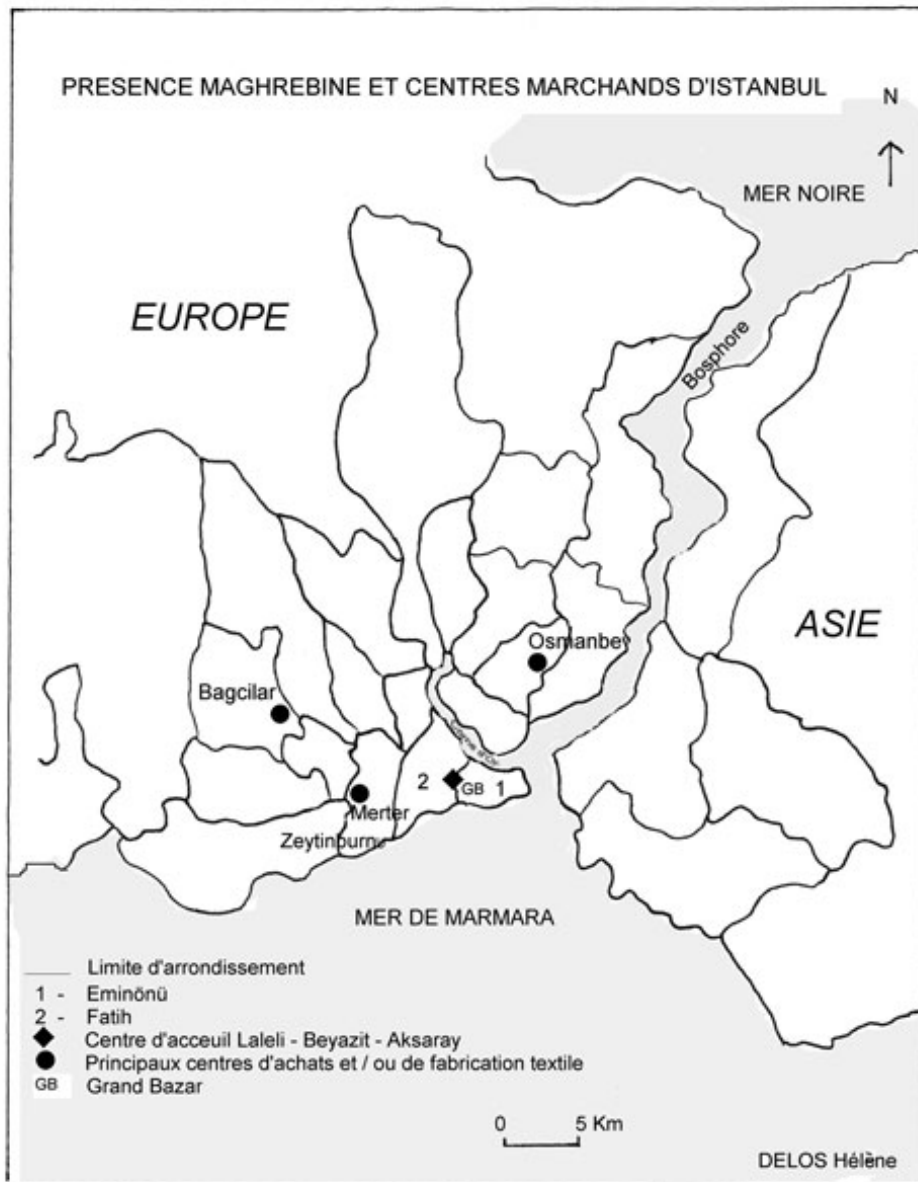 PRESENCE MAGHREBINE ET CENTRES MARCHANDS D'ISTANBUL
N
MER NOIRE
EUROPE
Bosphore
ASIE
Osmanbey
Bagcilar
d'Or
2
GB
1
Merter
Zeytinburnu
MER DE MARMARA
Limite d'arrondissement
1 - Eminönü
2 - Fatih
Centre d'acceuil Laleli - Beyazit - Aksaray
Principaux centres d'achats et / ou de fabrication textile
GB Grand Bazar
0 5 Km
DELOS Hélène